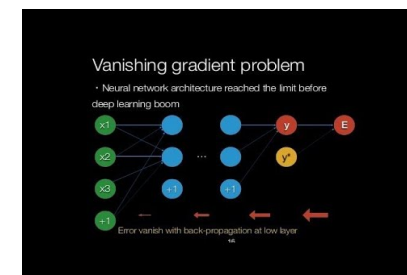 Vanishing gradient problem
・Neural network architecture reached the limit before
deep learning boom
x1 y E
x2 ... y*
x3 +1 +1
+1
Error vanish with back-propagation at low layer